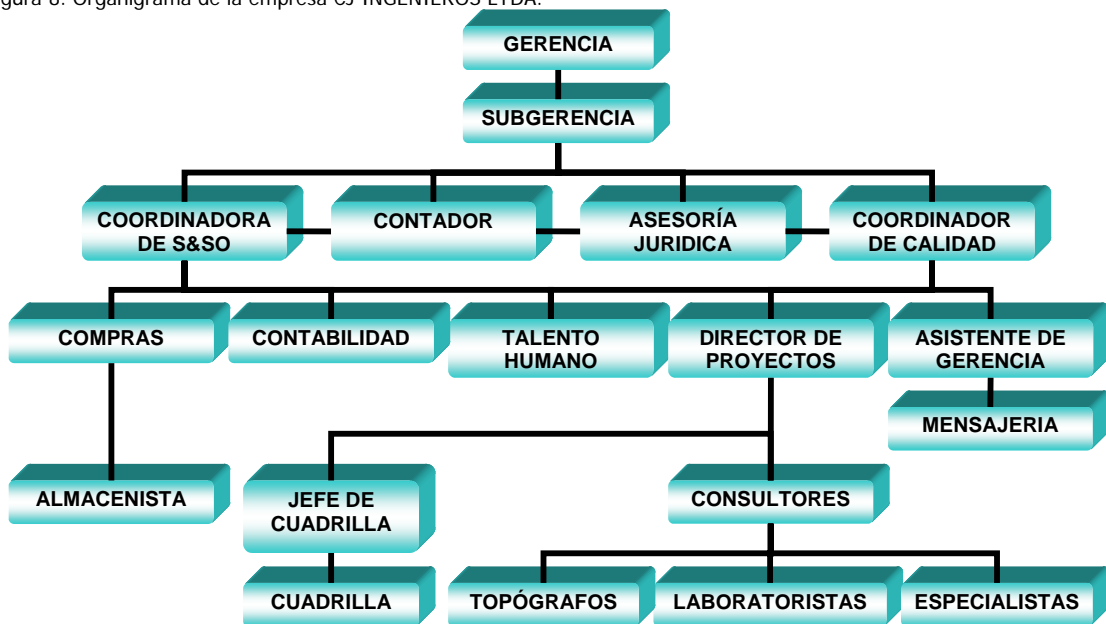 gura 8. Organigrama de la empresa CJ INGENIEROS LTDA.
GERENCIA
SUBGERENCIA
COORDINADORA
DE S&SO
CONTADOR
ASESORÍA
JURIDICA
COORDINADOR
DE CALIDAD
COMPRAS
CONTABILIDAD
TALENTO
HUMANO
DIRECTOR DE
PROYECTOS
ASISTENTE DE
GERENCIA
MENSAJERIA
ALMACENISTA
JEFE DE
CUADRILLA
CONSULTORES
CUADRILLA
TOPÓGRAFOS
LABORATORISTAS
ESPECIALISTAS